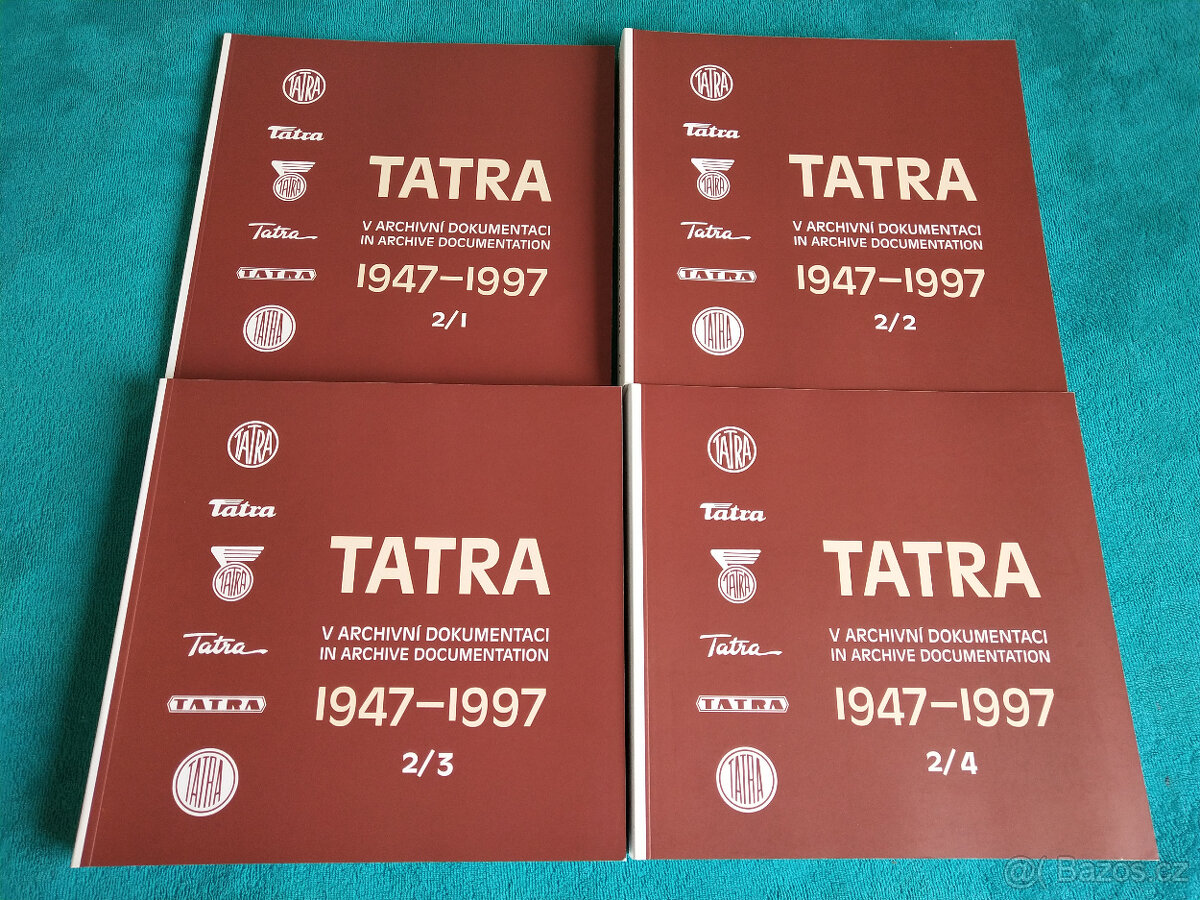 TATRA
Tatra
TATRA
Tatra
TATRA
TATRA
TATRA
V ARCHIVNÍ DOKUMENTACI
IN ARCHIVE DOCUMENTATION
1947–1997
2/1
TATRA
Tatra
TATRA
Tatra
TATRA
TATRA
TATRA
V ARCHIVNÍ DOKUMENTACI
IN ARCHIVE DOCUMENTATION
1947–1997
2/2
TATRA
Tatra
TATRA
Tatra
TATRA
TATRA
TATRA
V ARCHIVNÍ DOKUMENTACI
IN ARCHIVE DOCUMENTATION
1947–1997
2/3
TATRA
Tatra
TATRA
Tatra
TATRA
TATRA
TATRA
V ARCHIVNÍ DOKUMENTACI
IN ARCHIVE DOCUMENTATION
1947–1997
2/4
@( Bazos.cz